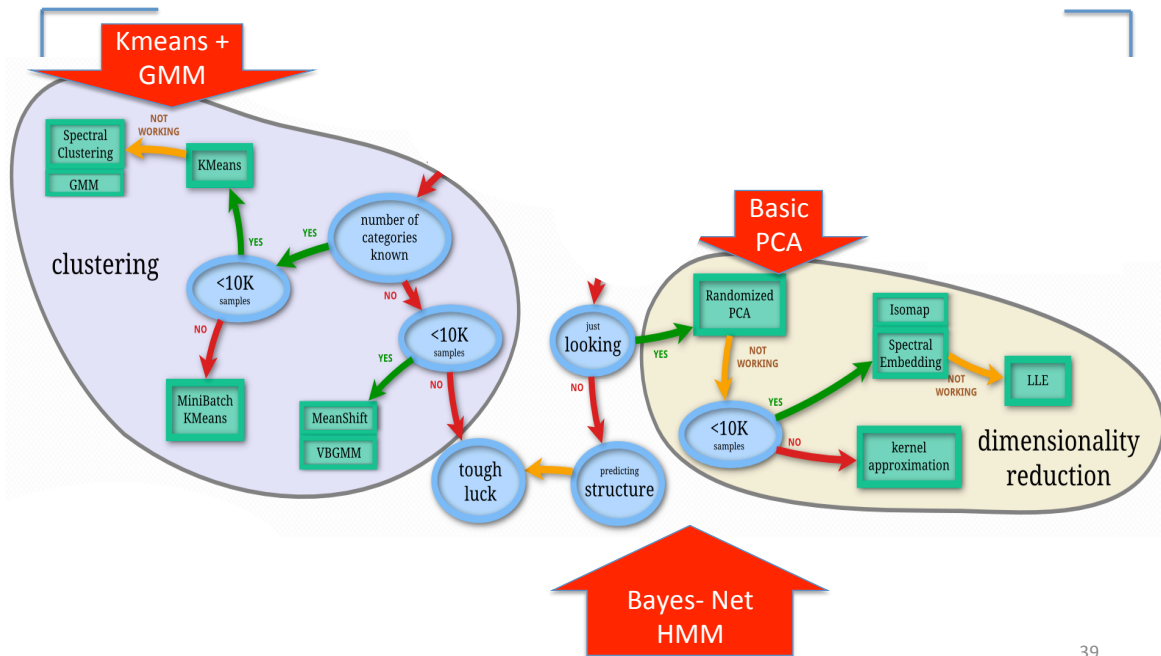 Kmeans +
GMM
NOT
WORKING
Spectral
Clustering
GMM
KMeans
number of
categories
known
YES
YES
clustering
<10K
samples
NO
NO
<10K
samples
YES
NO
MiniBatch
KMeans
MeanShift
VBGMM
tough
luck
Basic
PCA
Randomized
PCA
just
looking
YES
NO
NOT
WORKING
Isomap
Spectral
Embedding
NOT
WORKING
LLE
YES
<10K
samples
NO
kernel
approximation
dimensionality
reduction
predicting
structure
Bayes- Net
HMM
39